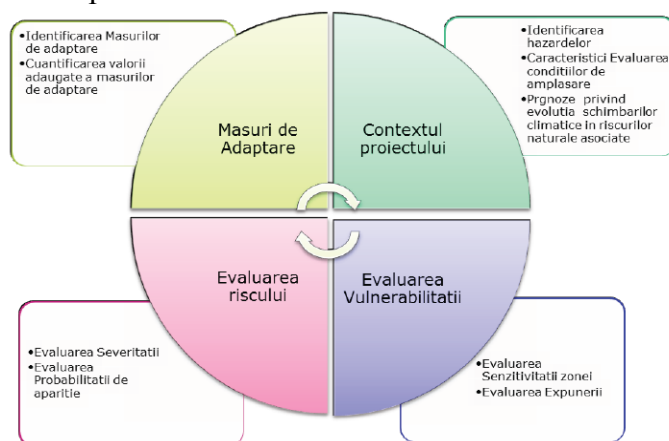 •Identificarea Masurilor
de adaptare
•Cuantificarea valorii
adaugate a masurilor
de adaptare
•Identificarea
hazardelor
•Caracteristici Evaluarea
conditiilor de
amplasare
•Prgnoze privind
evolutia schimbarilor
climatice in riscurilor
naturale asociate
Masuri de
Adaptare
Contextul
proiectului
Evaluarea
riscului
Evaluarea
Vulnerabilitatii
•Evaluarea Severitatii
•Evaluarea
Probabilitatii de
aparitie
•Evaluarea
Senzitivitatii zonei
•Evaluarea Expunerii